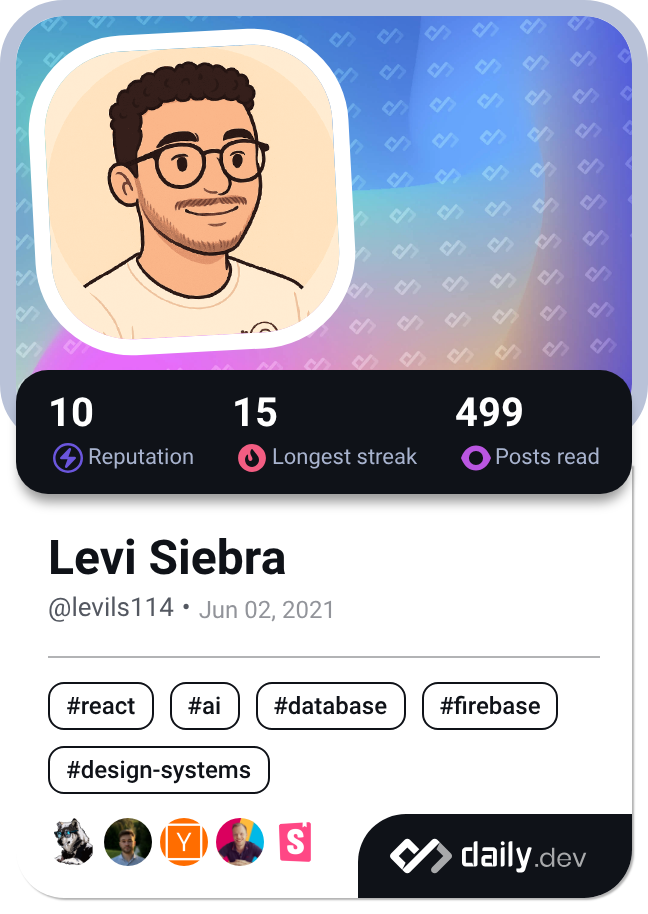 10 15 499
Reputation Longest streak Posts read
Levi Siebra
@levils114 • Jun 02, 2021
#react #ai #database #firebase
#design-systems
Y S
daily.dev